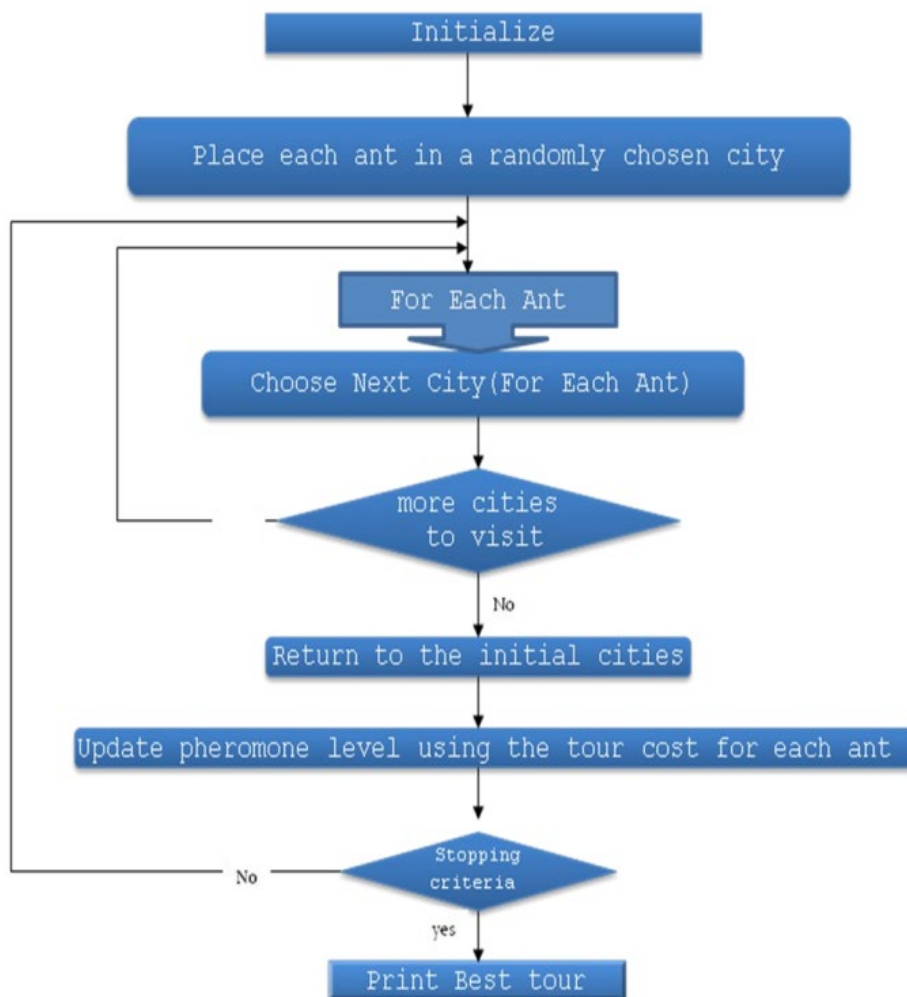 Initialize
Place each ant in a randomly chosen city
For Each Ant
Choose Next City(For Each Ant)
more cities
to visit
No
Return to the initial cities
Update pheromone level using the tour cost for each ant
Stopping
criteria
No
yes
Print Best tour